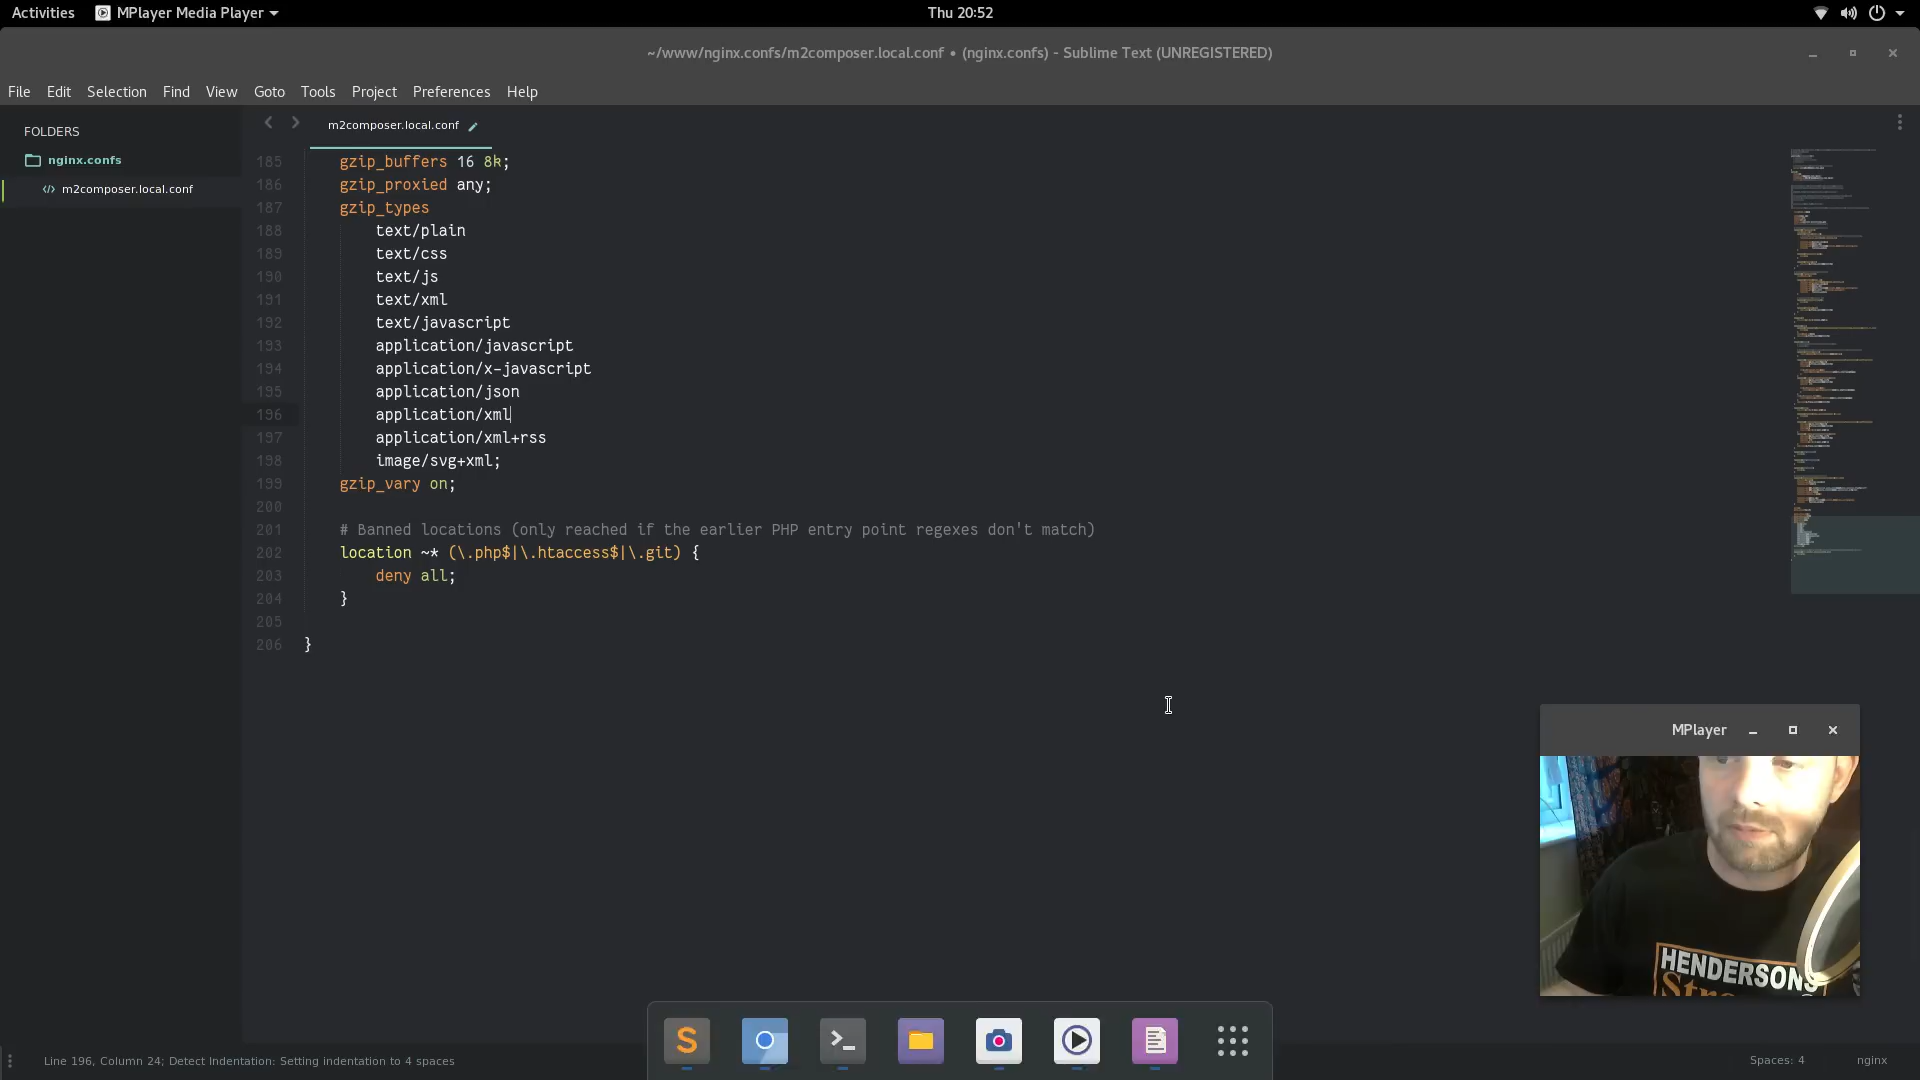 Activities MPlayer Media Player Thu 20:52
~/www/nginx.confs/m2composer.local.conf • (nginx.confs) - Sublime Text (UNREGISTERED)
File Edit Selection Find View Goto Tools Project Preferences Help
FOLDERS
nginx.confs
m2composer.local.conf
m2composer.local.conf
185 gzip_buffers 16 8k;
186 gzip_proxied any;
187 gzip_types
188 text/plain
189 text/css
190 text/js
191 text/xml
192 text/javascript
193 application/javascript
194 application/x-javascript
195 application/json
196 application/xml
197 application/xml+rss
198 image/svg+xml;
199 gzip_vary on;
200
201 # Banned locations (only reached if the earlier PHP entry point regexes don't match)
202 location ~* (\.php$|\.htaccess$|\.git) {
203 deny all;
204 }
205
206 }
MPlayer
HENDERSONS
Line 196, Column 24; Detect Indentation: Setting indentation to 4 spaces
Spaces: 4 nginx